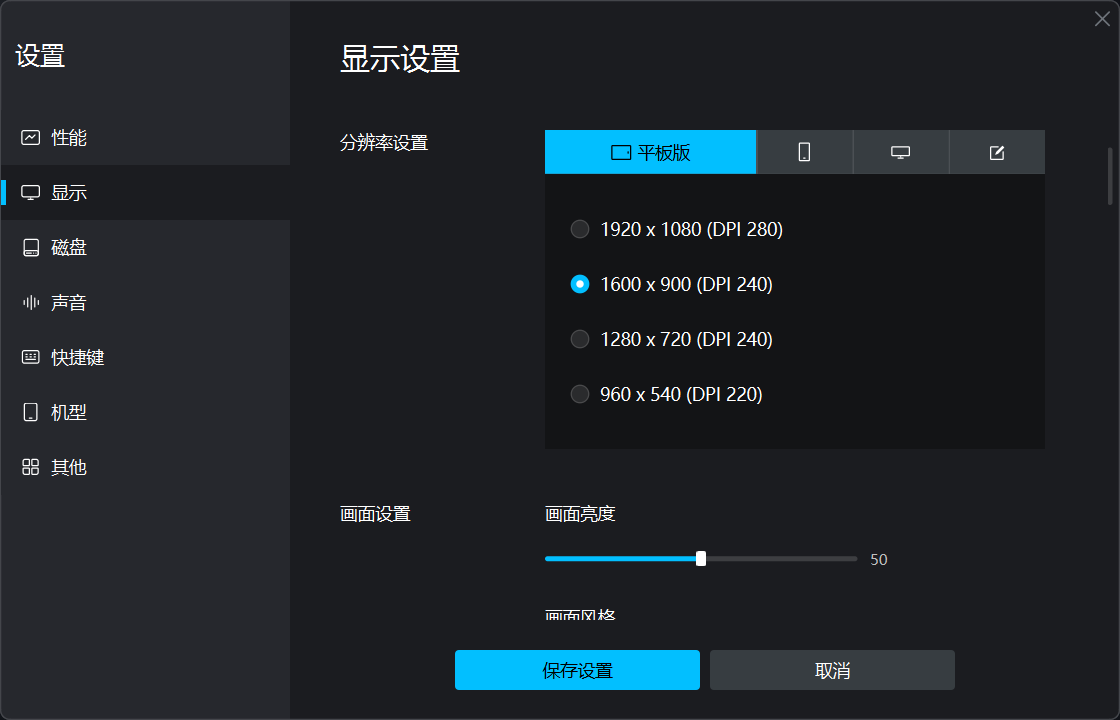 设置
性能
显示
磁盘
声音
快捷键
机型
其他
显示设置
分辨率设置
平板版
1920 x 1080 (DPI 280)
1600 x 900 (DPI 240)
1280 x 720 (DPI 240)
960 x 540 (DPI 220)
画面设置
画面亮度
50
画面风格
保存设置
取消